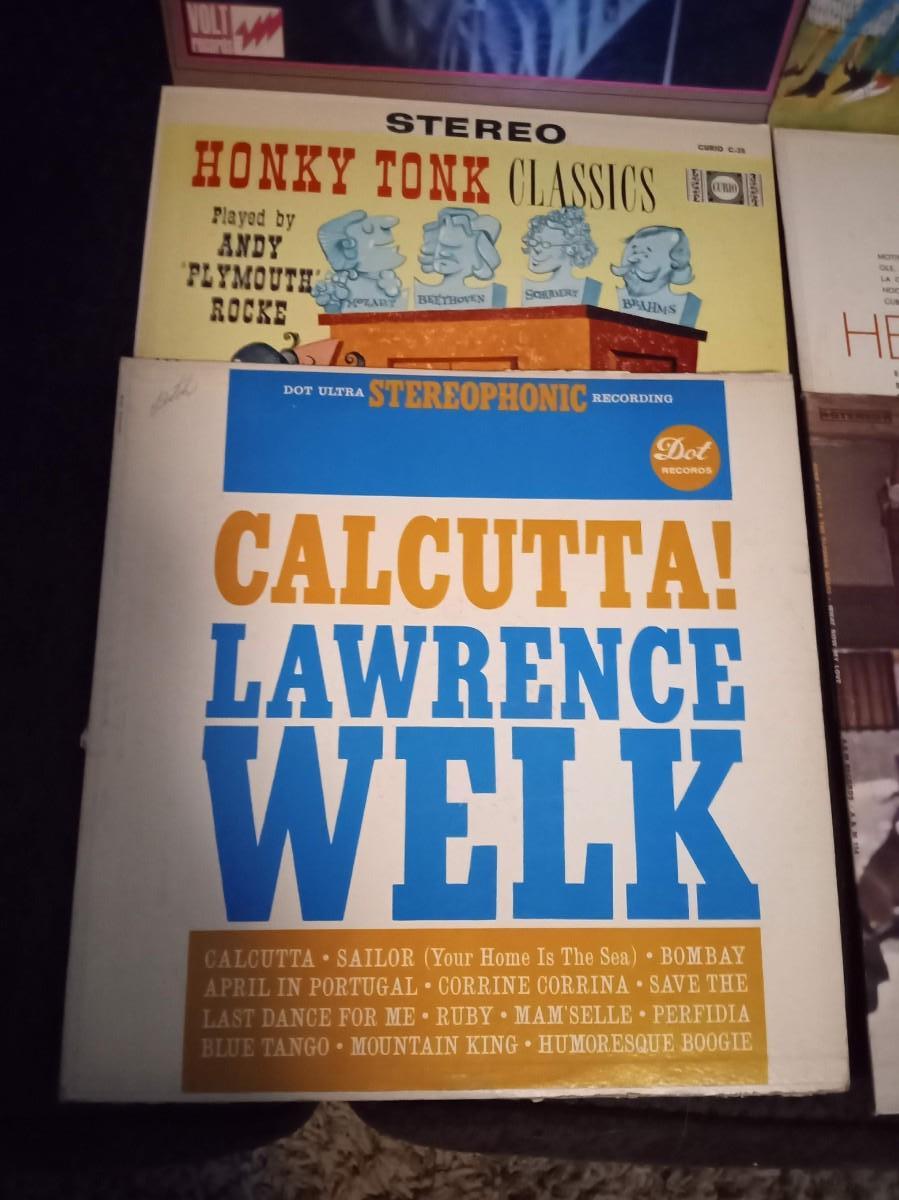 VOLT
records
STEREO
CURIO C-25
HONKY TONK CLASSICS
CURIO
Played by
ANDY
"PLYMOUTH"
ROCKE
MOZART
BEETHOVEN
SCHUBERT
BRAHMS
HE
DOT ULTRA STEREOPHONIC RECORDING
Dot
RECORDS
CALCUTTA!
LAWRENCE
WELK
CALCUTTA • SAILOR (Your Home Is The Sea) • BOMBAY
APRIL IN PORTUGAL • CORRINE CORRINA • SAVE THE
LAST DANCE FOR ME • RUBY • MAM'SELLE • PERFIDIA
BLUE TANGO • MOUNTAIN KING • HUMORESQUE BOOGIE